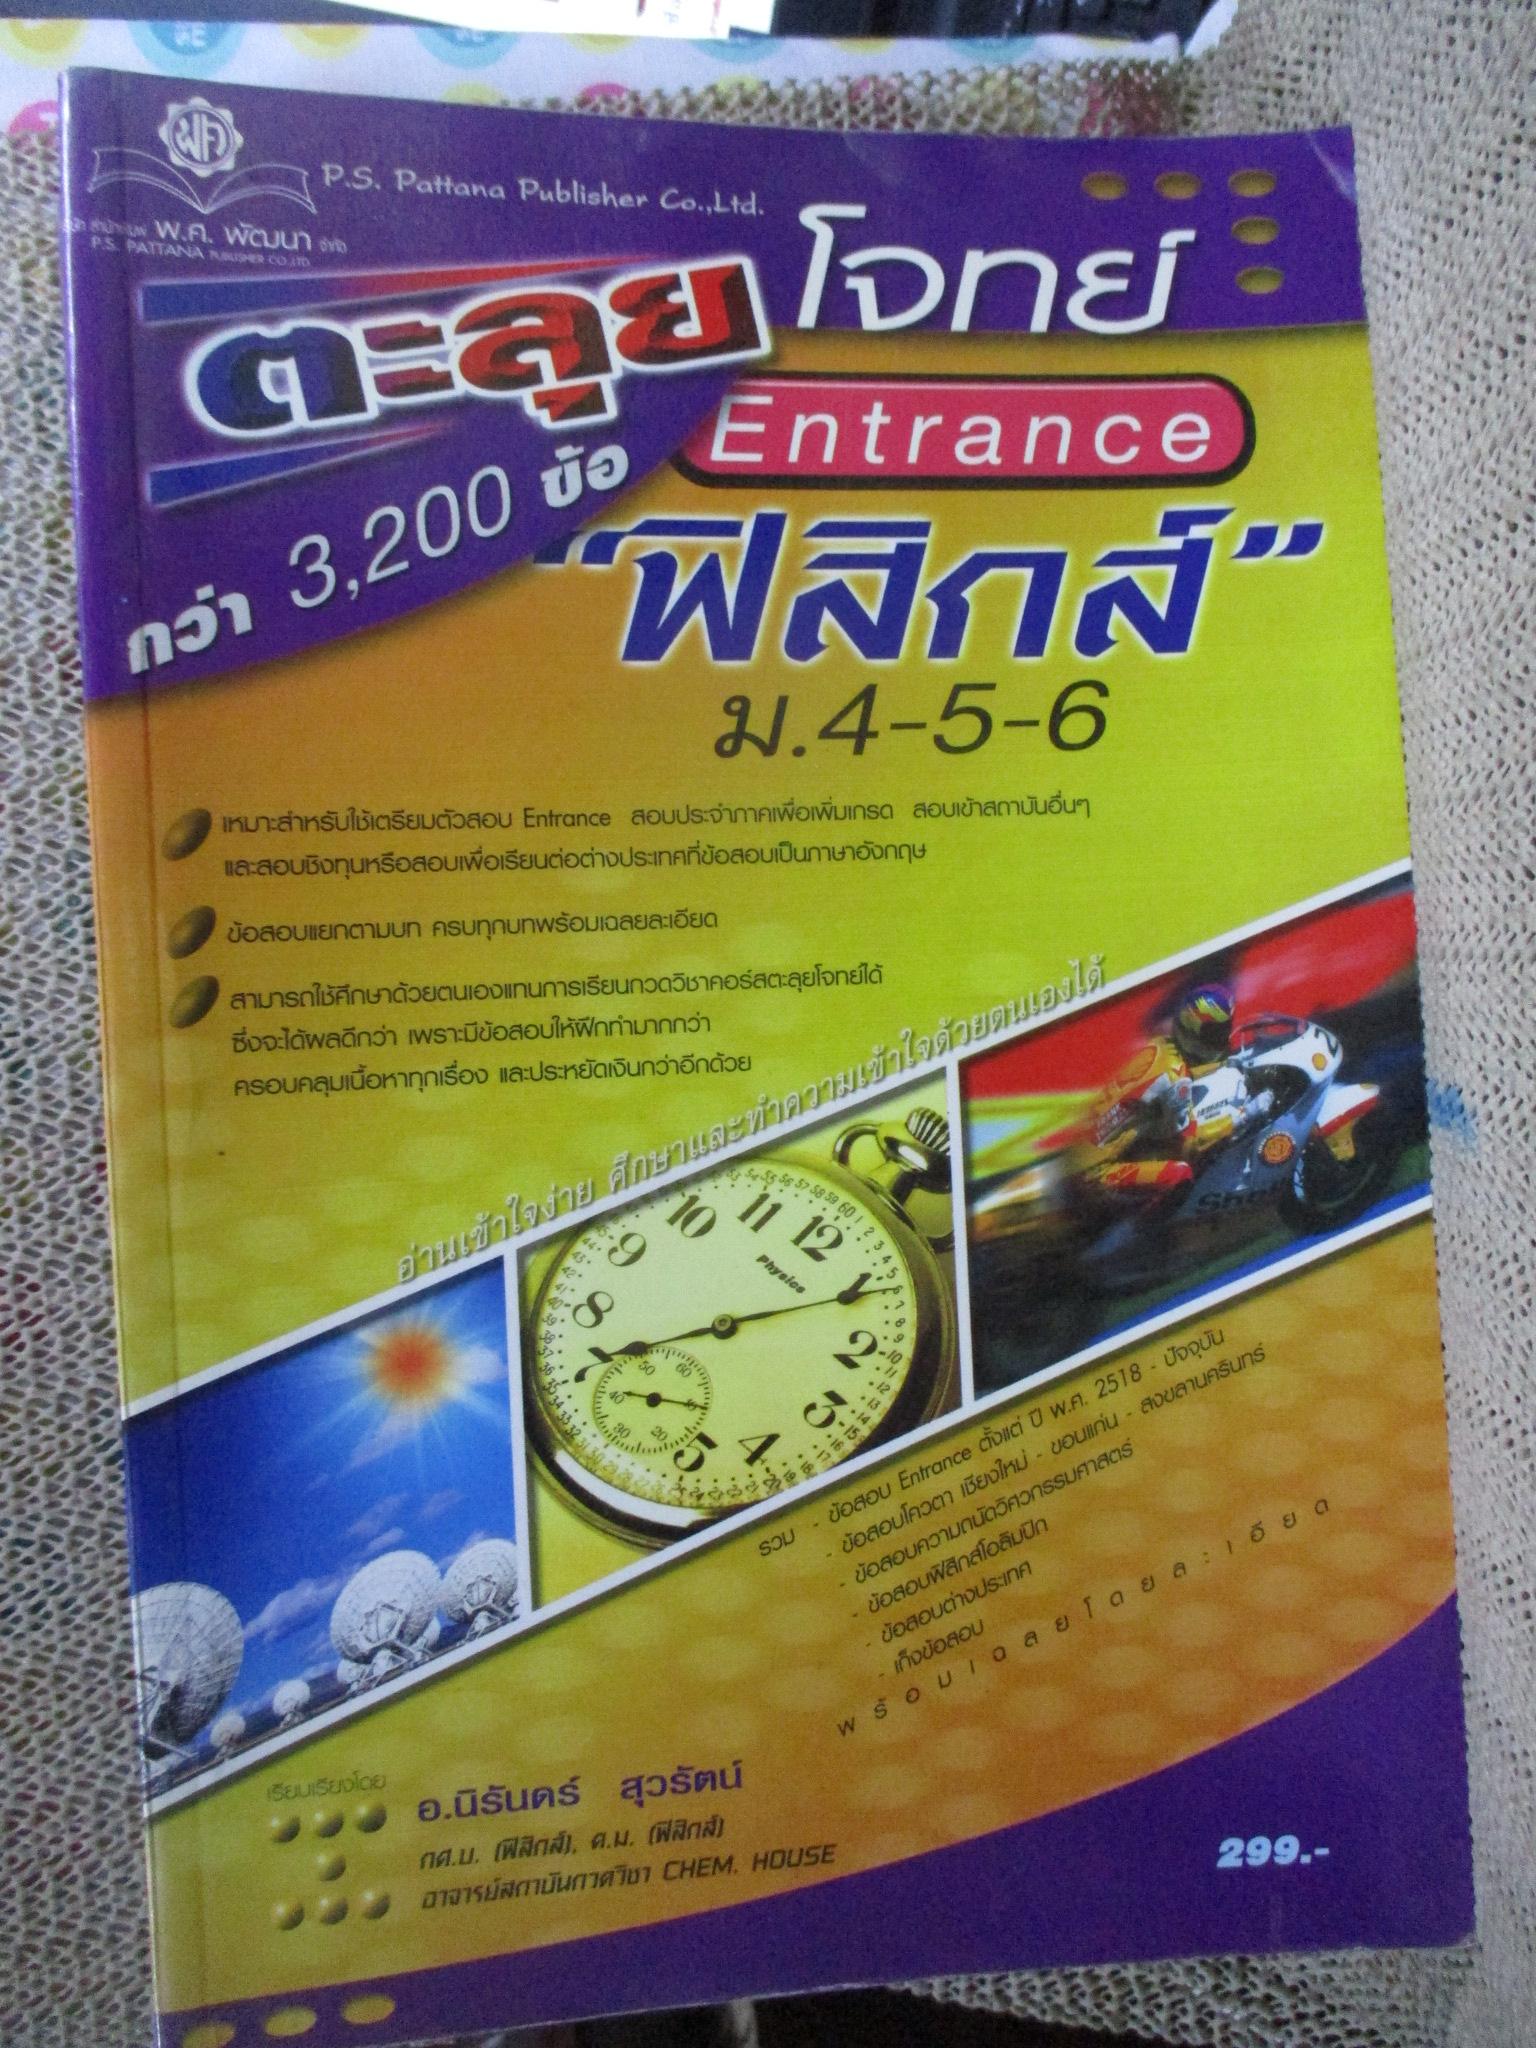 P.S. Pattana Publisher Co.,Ltd.
พ.ศ. พัฒนา จำกัด
P.S. PATTANA PUBLISHER CO.,LTD.
ตะลุย โจทย์
Entrance
กว่า 3,200 ข้อ
"ฟิสิกส์"
ม.4-5-6
เหมาะสำหรับใช้เตรียมตัวสอบ Entrance สอบประจำภาคเพื่อเพิ่มเกรด สอบเข้าสถาบันอื่นๆ
และสอบชิงทุนหรือสอบเพื่อเรียนต่อต่างประเทศที่ข้อสอบเป็นภาษาอังกฤษ
ข้อสอบแยกตามบท ครบทุกบทพร้อมเฉลยละเอียด
สามารถใช้ศึกษาด้วยตนเองแทนการเรียนกวดวิชาคอร์สตะลุยโจทย์ได้
ซึ่งจะได้ผลดีกว่า เพราะมีข้อสอบให้ฝึกทำมากกว่า
ครอบคลุมเนื้อหาทุกเรื่อง และประหยัดเงินกว่าอีกด้วย
อ่านเข้าใจง่าย ศึกษาและทำความเข้าใจด้วยตนเองได้
Physics
รวม - ข้อสอบ Entrance ตั้งแต่ ปี พ.ศ. 2518 - ปัจจุบัน
- ข้อสอบโควตา เชียงใหม่ - ขอนแก่น - สงขลานครินทร์
- ข้อสอบความถนัดวิศวกรรมศาสตร์
- ข้อสอบฟิสิกส์โอลิมปิก
- ข้อสอบต่างประเทศ
- เก็งข้อสอบ
พร้อมเฉลยโดยละเอียด
เรียบเรียงโดย
อ.นิรันดร์ สุวรัตน์
กศ.บ. (ฟิสิกส์), ค.ม. (ฟิสิกส์)
อาจารย์สถาบันกวดวิชา CHEM. HOUSE
299.-